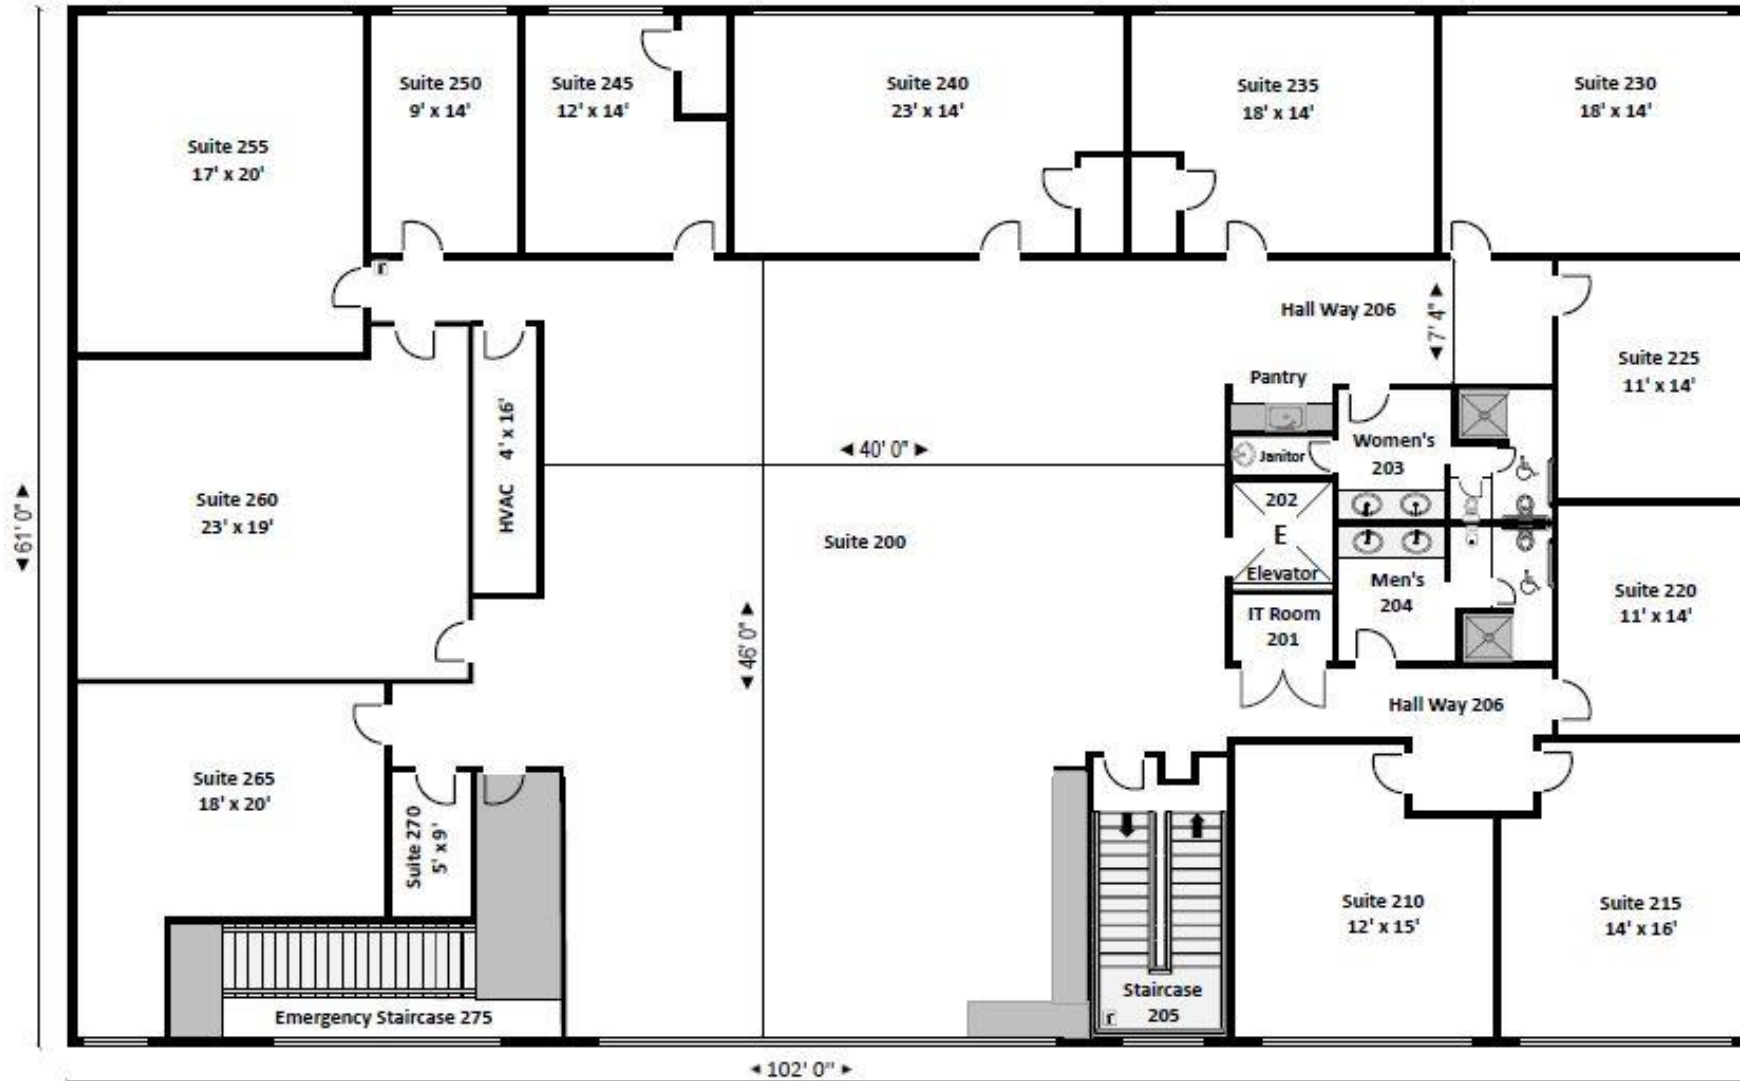 Suite 250
9' x 14'
Suite 245
12' x 14'
Suite 240
23' x 14'
Suite 235
18' x 14'
Suite 230
18' x 14'
Suite 255
17' x 20'
Hall Way 206
7' 4"
Suite 225
11' x 14'
Pantry
HVAC 4' x 16'
40' 0"
Janitor
Women's
203
Suite 260
23' x 19'
202
E
Elevator
61' 0"
Suite 200
Men's
204
Suite 220
11' x 14'
IT Room
201
46' 0"
Hall Way 206
Suite 265
18' x 20'
Suite 270
5' x 9'
Suite 210
12' x 15'
Suite 215
14' x 16'
Staircase
205
Emergency Staircase 275
102' 0"